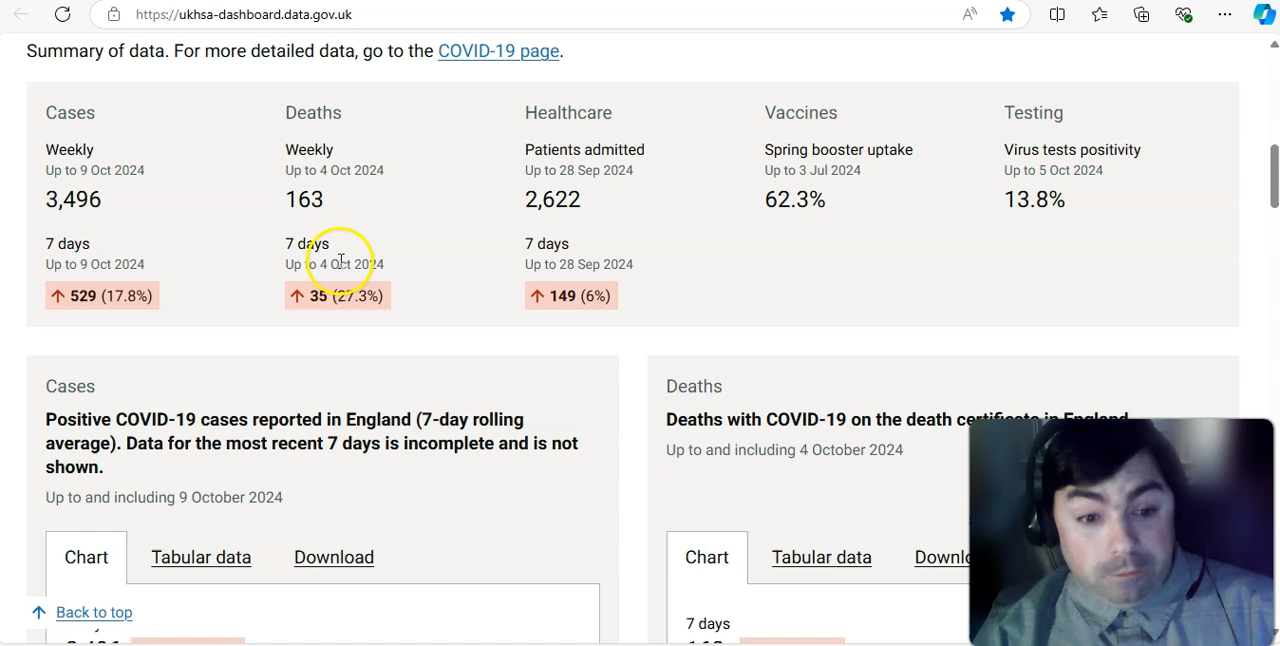 https://ukhsa-dashboard.data.gov.uk
Summary of data. For more detailed data, go to the COVID-19 page.
Cases
Weekly
Up to 9 Oct 2024
3,496
7 days
Up to 9 Oct 2024
↑ 529 (17.8%)
Deaths
Weekly
Up to 4 Oct 2024
163
7 days
Up to 4 Oct 2024
↑ 35 (27.3%)
Healthcare
Patients admitted
Up to 28 Sep 2024
2,622
7 days
Up to 28 Sep 2024
↑ 149 (6%)
Vaccines
Spring booster uptake
Up to 3 Jul 2024
62.3%
Testing
Virus tests positivity
Up to 5 Oct 2024
13.8%
Cases
Positive COVID-19 cases reported in England (7-day rolling
average). Data for the most recent 7 days is incomplete and is not
shown.
Up to and including 9 October 2024
Chart
Tabular data
Download
↑ Back to top
Deaths
Deaths with COVID-19 on the death certificate in England
Up to and including 4 October 2024
Chart
Tabular data
7 days